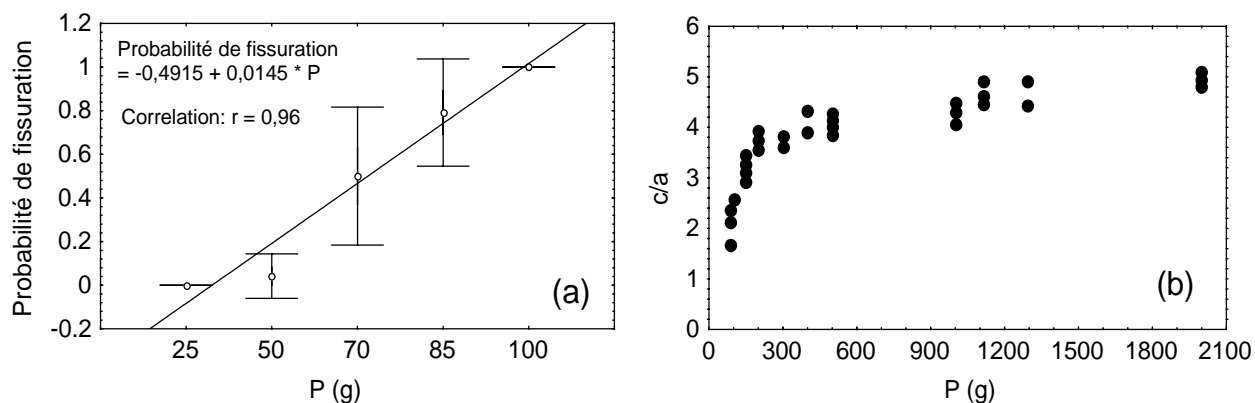 1.2
1.0
0.8
0.6
0.4
0.2
0
-0.2
Probabilité de fissuration
Probabilité de fissuration
= -0,4915 + 0,0145 * P
Correlation: r = 0,96
(a)
25 50 70 85 100
P (g)
6
5
4
3
2
1
0
c/a
(b)
0 300 600 900 1200 1500 1800 2100
P (g)